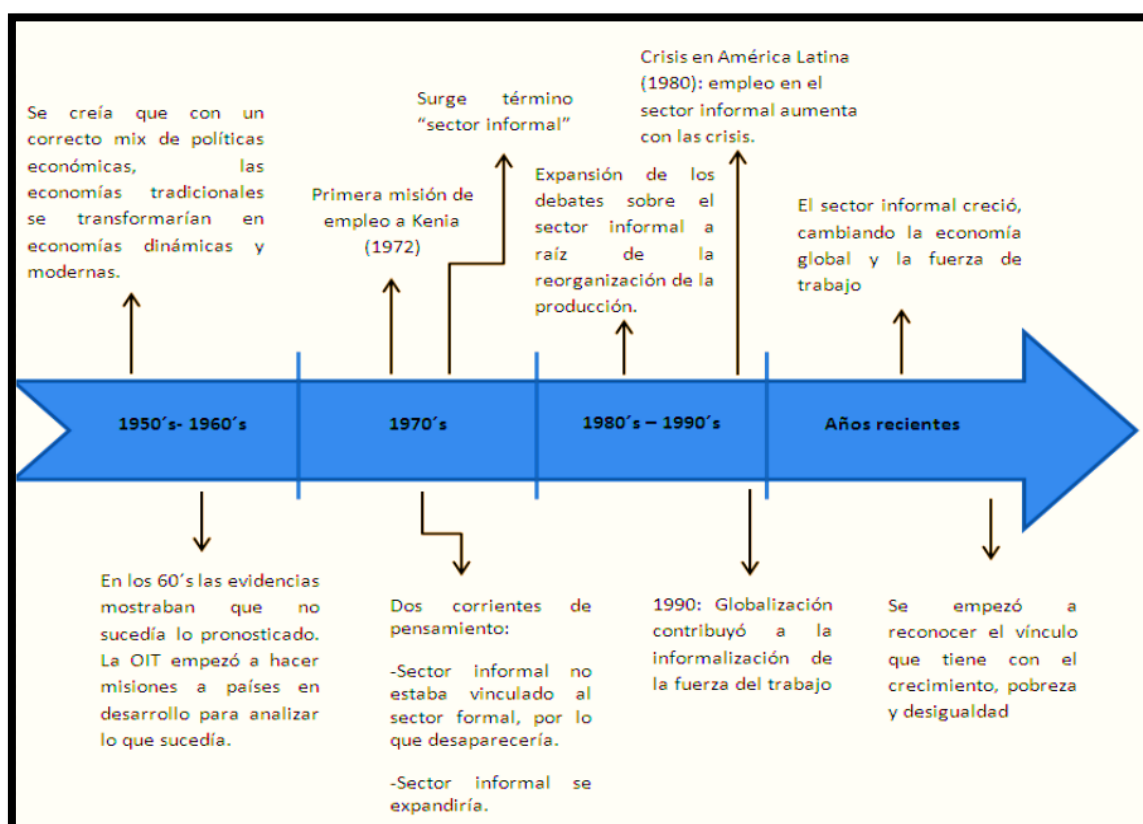 Se creía que con un
correcto mix de políticas
económicas, las
economías tradicionales
se transformarían en
economías dinámicas y
modernas.
Primera misión de
empleo a Kenia
(1972)
Surge término
“sector informal”
Expansión de los
debates sobre el
sector informal a
raíz de la
reorganización de la
producción.
Crisis en América Latina
(1980): empleo en el
sector informal aumenta
con las crisis.
El sector informal creció,
cambiando la economía
global y la fuerza de
trabajo
1950´s- 1960´s
1970´s
1980´s – 1990´s
Años recientes
En los 60´s las evidencias
mostraban que no
sucedía lo pronosticado.
La OIT empezó a hacer
misiones a países en
desarrollo para analizar
lo que sucedía.
Dos corrientes de
pensamiento:
-Sector informal no
estaba vinculado al
sector formal, por lo
que desaparecería.
-Sector informal se
expandiría.
1990: Globalización
contribuyó a la
informalización de
la fuerza del trabajo
Se empezó a
reconocer el vínculo
que tiene con el
crecimiento, pobreza
y desigualdad